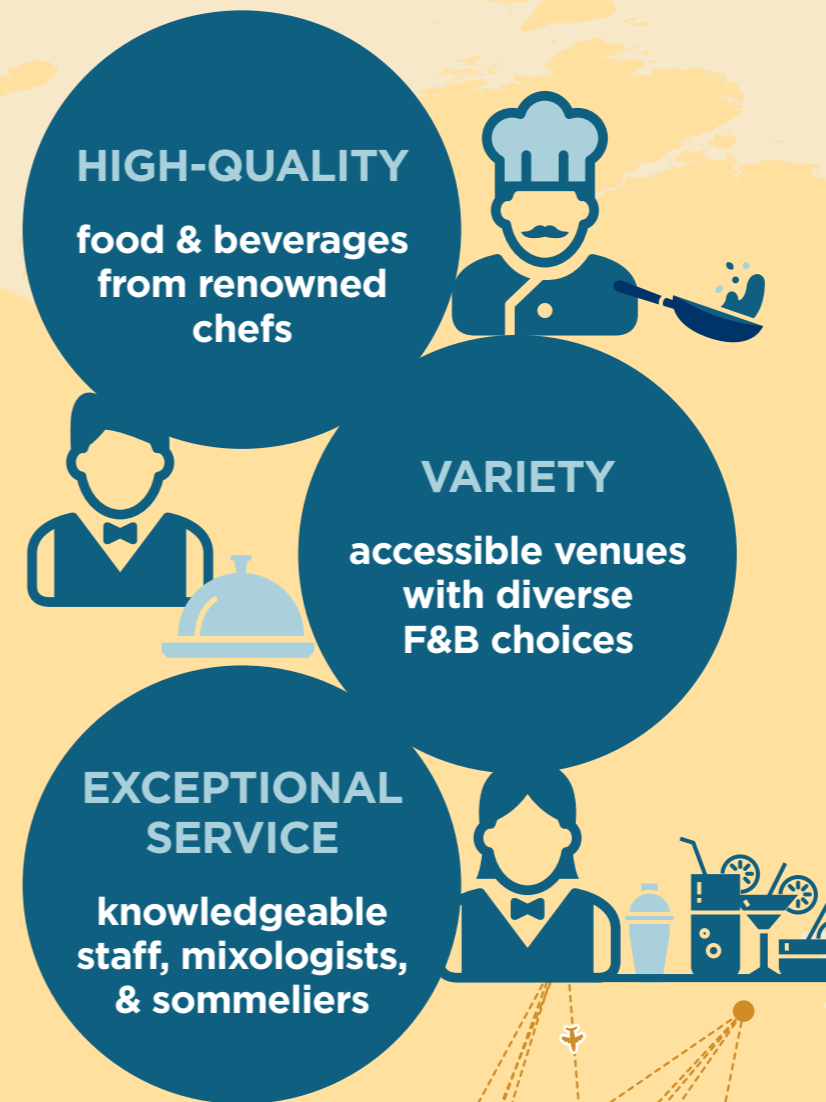 HIGH-QUALITY
food & beverages
from renowned
chefs
VARIETY
accessible venues
with diverse
F&B choices
EXCEPTIONAL
SERVICE
knowledgeable
staff, mixologists,
& sommeliers